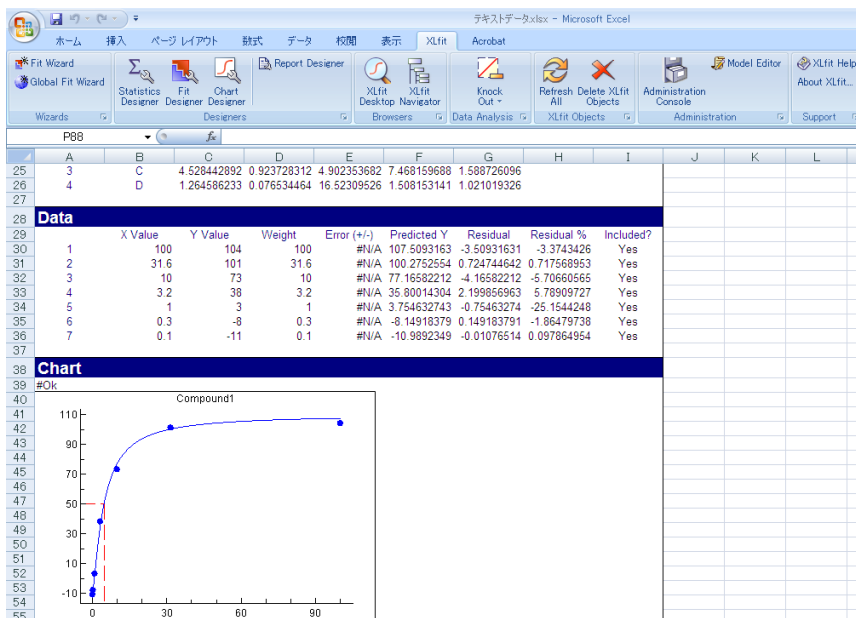 テキストデータ.xlsx - Microsoft Excel
ホーム 挿入 ページ レイアウト 数式 データ 校閲 表示 XLfit Acrobat
Fit Wizard
Global Fit Wizard
Wizards
Statistics Designer
Fit Designer
Chart Designer
Report Designer
Designers
XLfit Desktop
XLfit Navigator
Browsers
Knock Out
Data Analysis
Refresh All
Delete XLfit Objects
XLfit Objects
Administration Console
Model Editor
Administration
XLfit Help
About XLfit...
Support
P88 fx
A B C D E F G H I J K L
25 3 C 4.528442892 0.923728312 4.902353682 7.468159688 1.588726096
26 4 D 1.264586233 0.076534464 16.52309526 1.508153141 1.021019326
27
28 Data
29 X Value Y Value Weight Error (+/-) Predicted Y Residual Residual % Included?
30 1 100 104 100 #N/A 107.5093163 -3.50931631 -3.3743426 Yes
31 2 31.6 101 31.6 #N/A 100.2752554 0.724744642 0.717568953 Yes
32 3 10 73 10 #N/A 77.16582212 -4.16582212 -5.70660565 Yes
33 4 3.2 38 3.2 #N/A 35.80014304 2.199856963 5.78909727 Yes
34 5 1 3 1 #N/A 3.754632743 -0.75463274 -25.1544248 Yes
35 6 0.3 -8 0.3 #N/A -8.14918379 0.149183791 -1.86479738 Yes
36 7 0.1 -11 0.1 #N/A -10.9892349 -0.01076514 0.097864954 Yes
37
38 Chart
39 #Ok
40 Compound1
41 110
42
43 90
44
45 70
46
47 50
48
49 30
50
51 10
52
53 -10
54
55 0 30 60 90